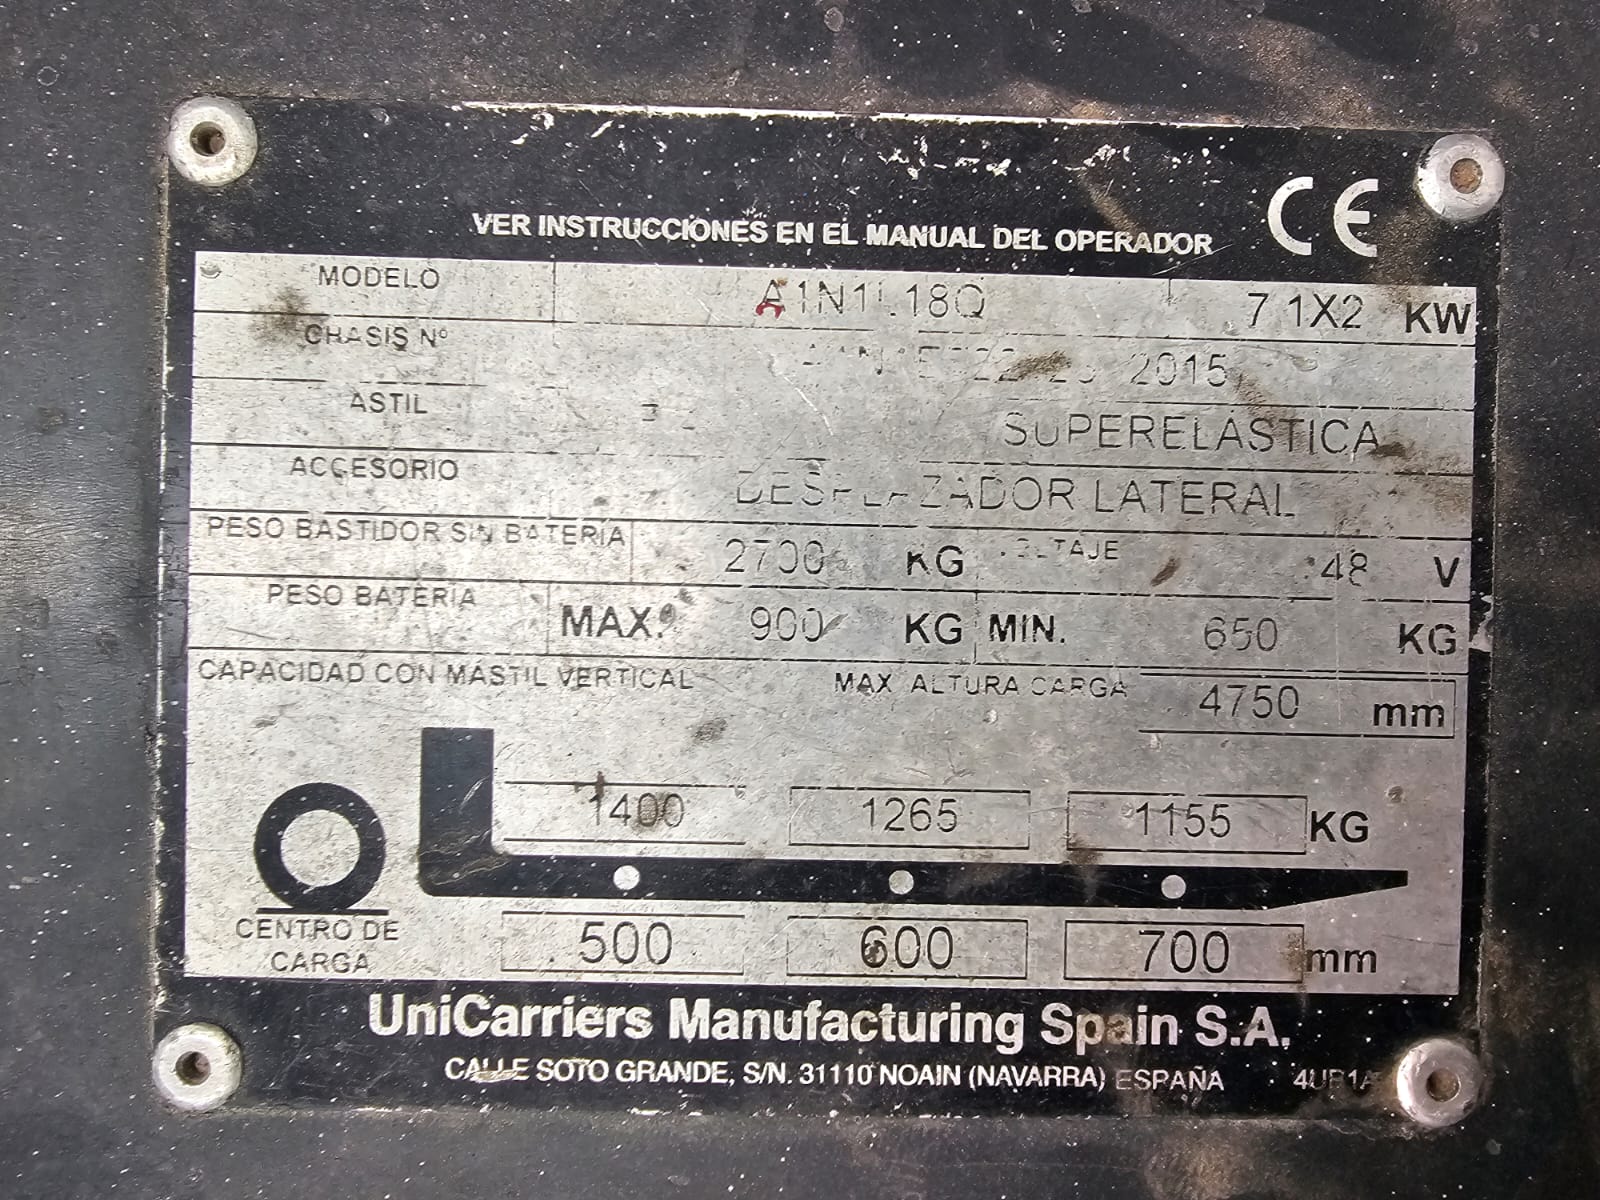 CE
VER INSTRUCCIONES EN EL MANUAL DEL OPERADOR
MODELO A1N1L18Q 7 1X2 KW
CHASIS Nº 2015
ASTIL SUPERELASTICA
ACCESORIO DESPLAZADOR LATERAL
PESO BASTIDOR SIN BATERIA 2700 KG VOLTAJE 48 V
PESO BATERIA MAX. 900 KG MIN. 650 KG
CAPACIDAD CON MASTIL VERTICAL MAX ALTURA CARGA 4750 mm
1400 1265 1155 KG
CENTRO DE CARGA 500 600 700 mm
UniCarriers Manufacturing Spain S.A.
CALLE SOTO GRANDE, S/N. 31110 NOAIN (NAVARRA) ESPAÑA